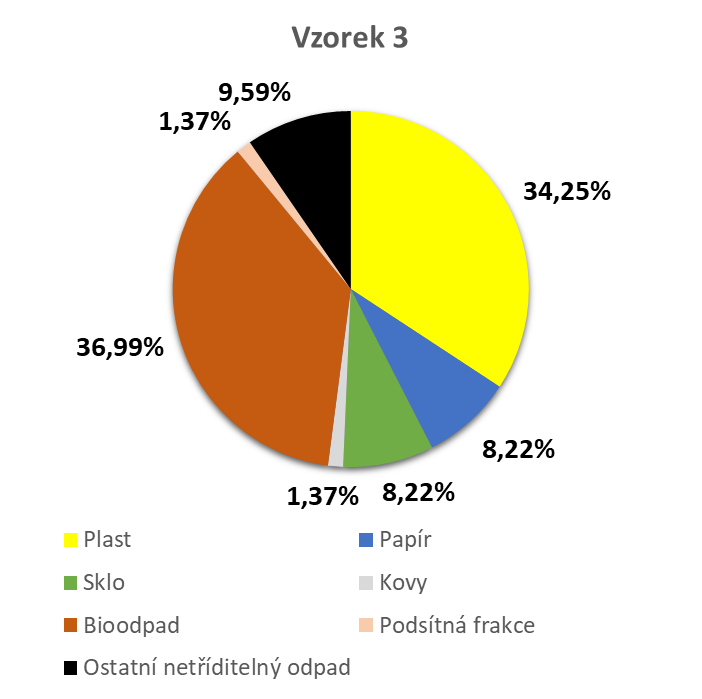 Vzorek 3
9,59%
1,37%
34,25%
36,99%
8,22%
1,37%
8,22%
Plast
Papír
Sklo
Kovy
Bioodpad
Podsítná frakce
Ostatní netříditelný odpad